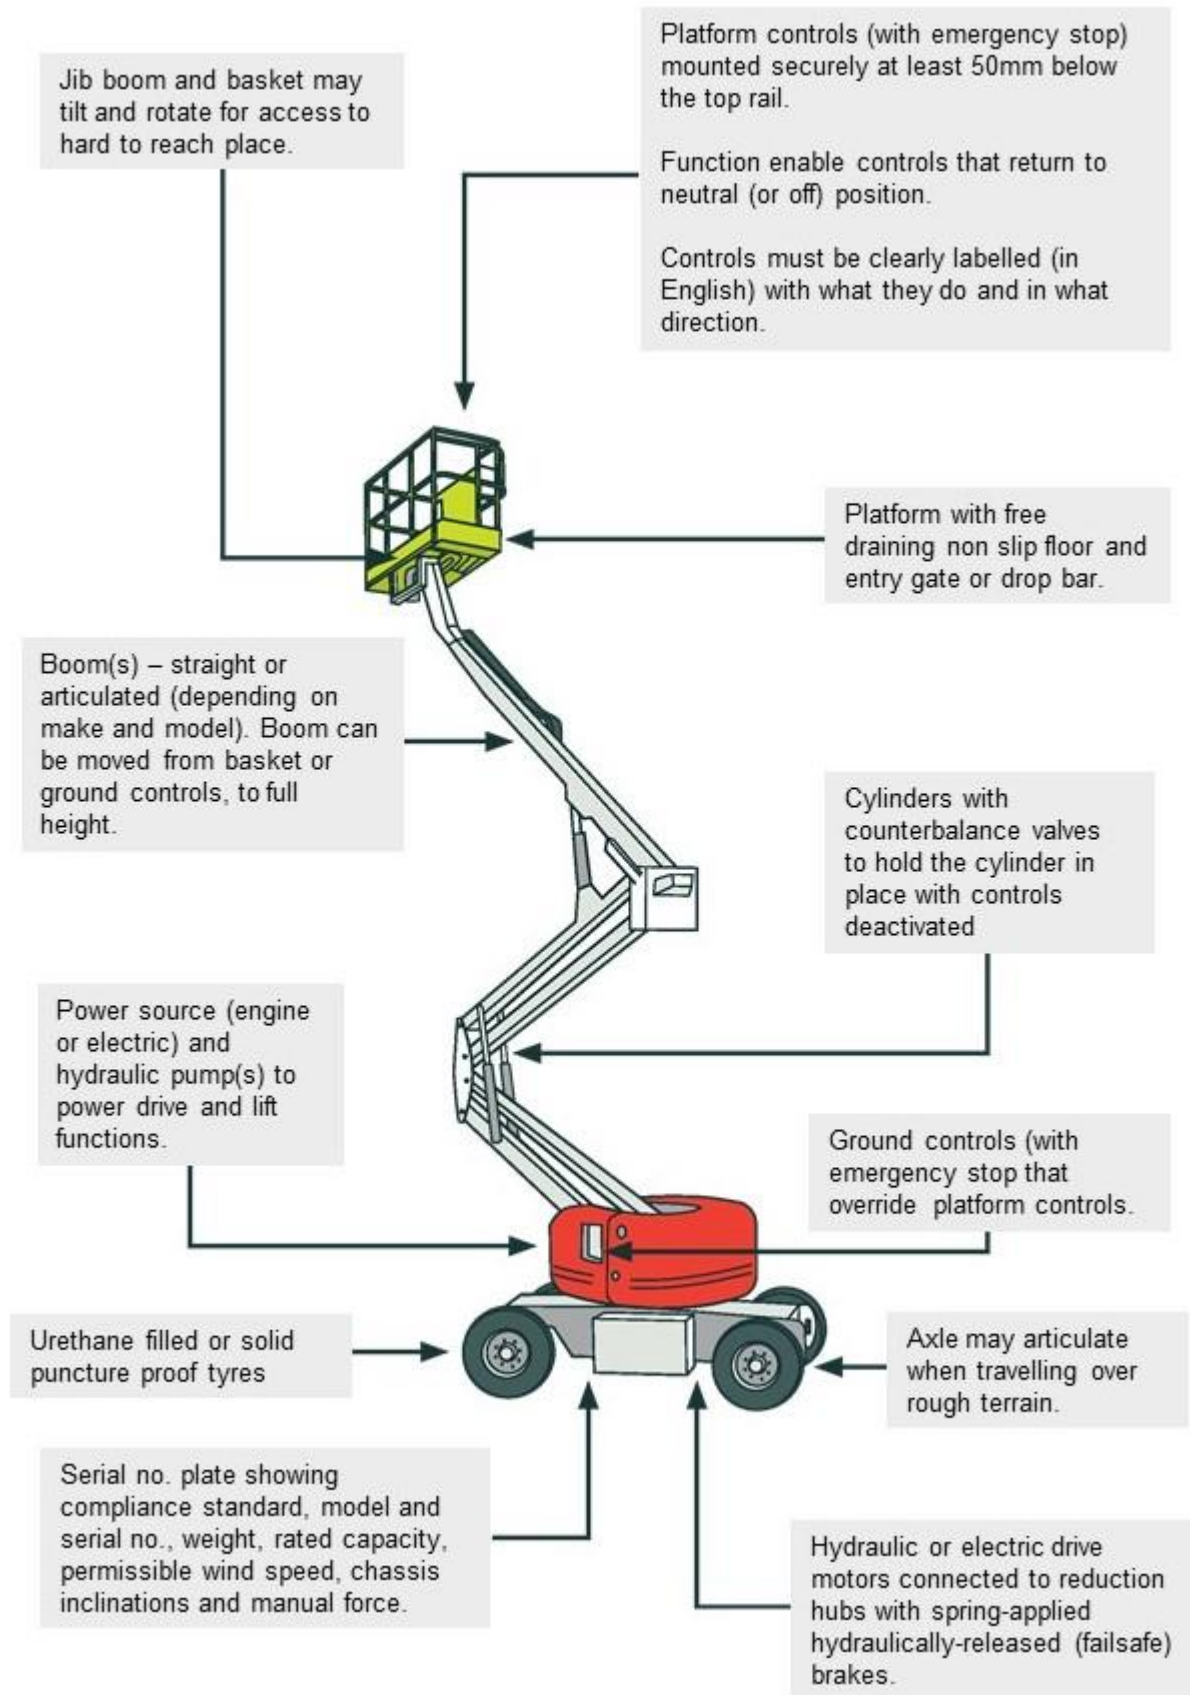 Jib boom and basket may
tilt and rotate for access to
hard to reach place.
Platform controls (with emergency stop)
mounted securely at least 50mm below
the top rail.
Function enable controls that return to
neutral (or off) position.
Controls must be clearly labelled (in
English) with what they do and in what
direction.
Platform with free
draining non slip floor and
entry gate or drop bar.
Boom(s) – straight or
articulated (depending on
make and model). Boom can
be moved from basket or
ground controls, to full
height.
Cylinders with
counterbalance valves
to hold the cylinder in
place with controls
deactivated
Power source (engine
or electric) and
hydraulic pump(s) to
power drive and lift
functions.
Ground controls (with
emergency stop that
override platform controls.
Urethane filled or solid
puncture proof tyres
Axle may articulate
when travelling over
rough terrain.
Serial no. plate showing
compliance standard, model and
serial no., weight, rated capacity,
permissible wind speed, chassis
inclinations and manual force.
Hydraulic or electric drive
motors connected to reduction
hubs with spring-applied
hydraulically-released (failsafe)
brakes.